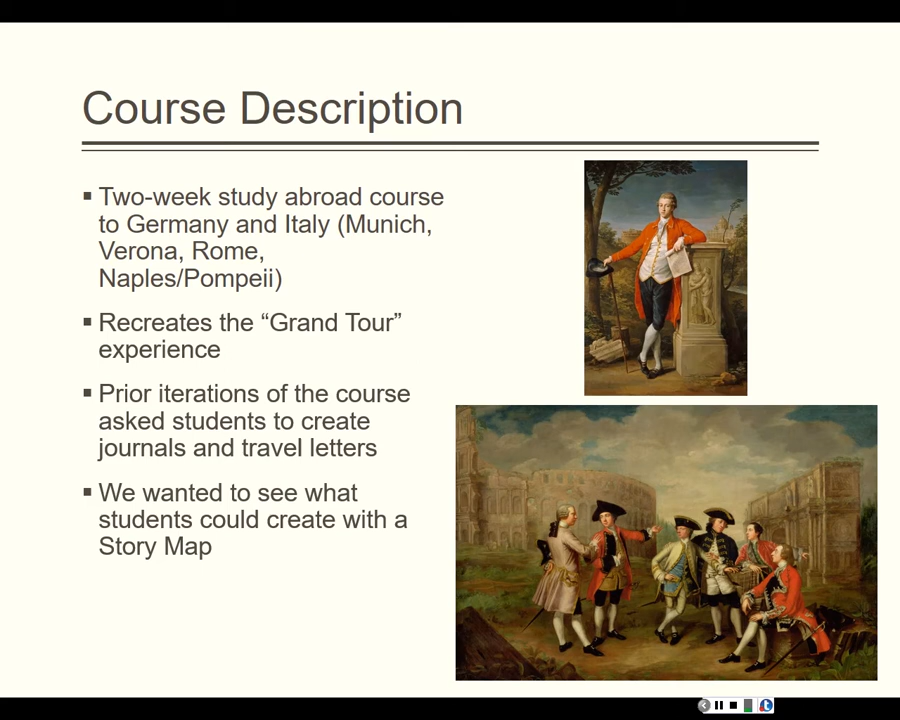 Course Description
▪ Two-week study abroad course
to Germany and Italy (Munich,
Verona, Rome,
Naples/Pompeii)
▪ Recreates the “Grand Tour”
experience
▪ Prior iterations of the course
asked students to create
journals and travel letters
▪ We wanted to see what
students could create with a
Story Map